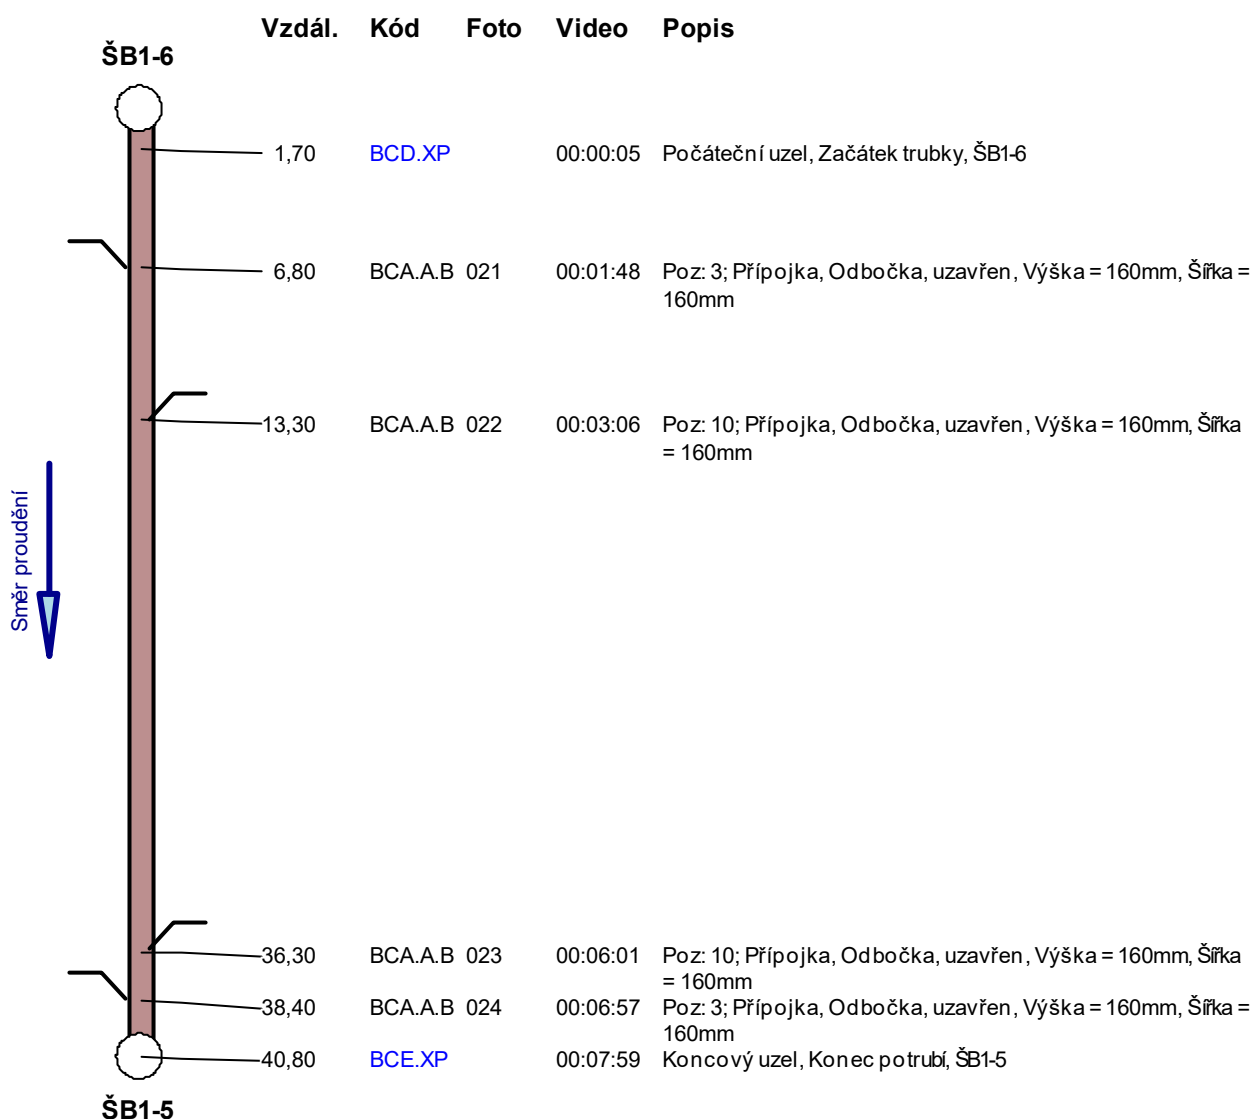 Vzdál. Kód Foto Video Popis
ŠB1-6
1,70 BCD.XP 00:00:05 Počáteční uzel, Začátek trubky, ŠB1-6
6,80 BCA.A.B 021 00:01:48 Poz: 3; Přípojka, Odbočka, uzavřen, Výška = 160mm, Šířka =
160mm
13,30 BCA.A.B 022 00:03:06 Poz: 10; Přípojka, Odbočka, uzavřen, Výška = 160mm, Šířka
= 160mm
Směr proudění
36,30 BCA.A.B 023 00:06:01 Poz: 10; Přípojka, Odbočka, uzavřen, Výška = 160mm, Šířka
= 160mm
38,40 BCA.A.B 024 00:06:57 Poz: 3; Přípojka, Odbočka, uzavřen, Výška = 160mm, Šířka =
160mm
40,80 BCE.XP 00:07:59 Koncový uzel, Konec potrubí, ŠB1-5
ŠB1-5